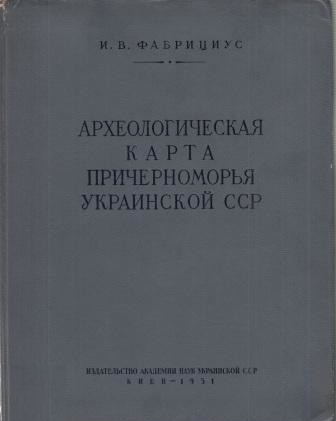 И. В. ФАБРИЦИУС
АРХЕОЛОГИЧЕСКАЯ
КАРТА
ПРИЧЕРНОМОРЬЯ
УКРАИНСКОЙ ССР
ИЗДАТЕЛЬСТВО АКАДЕМИИ НАУК УКРАИНСКОЙ ССР
КИЕВ — 1951